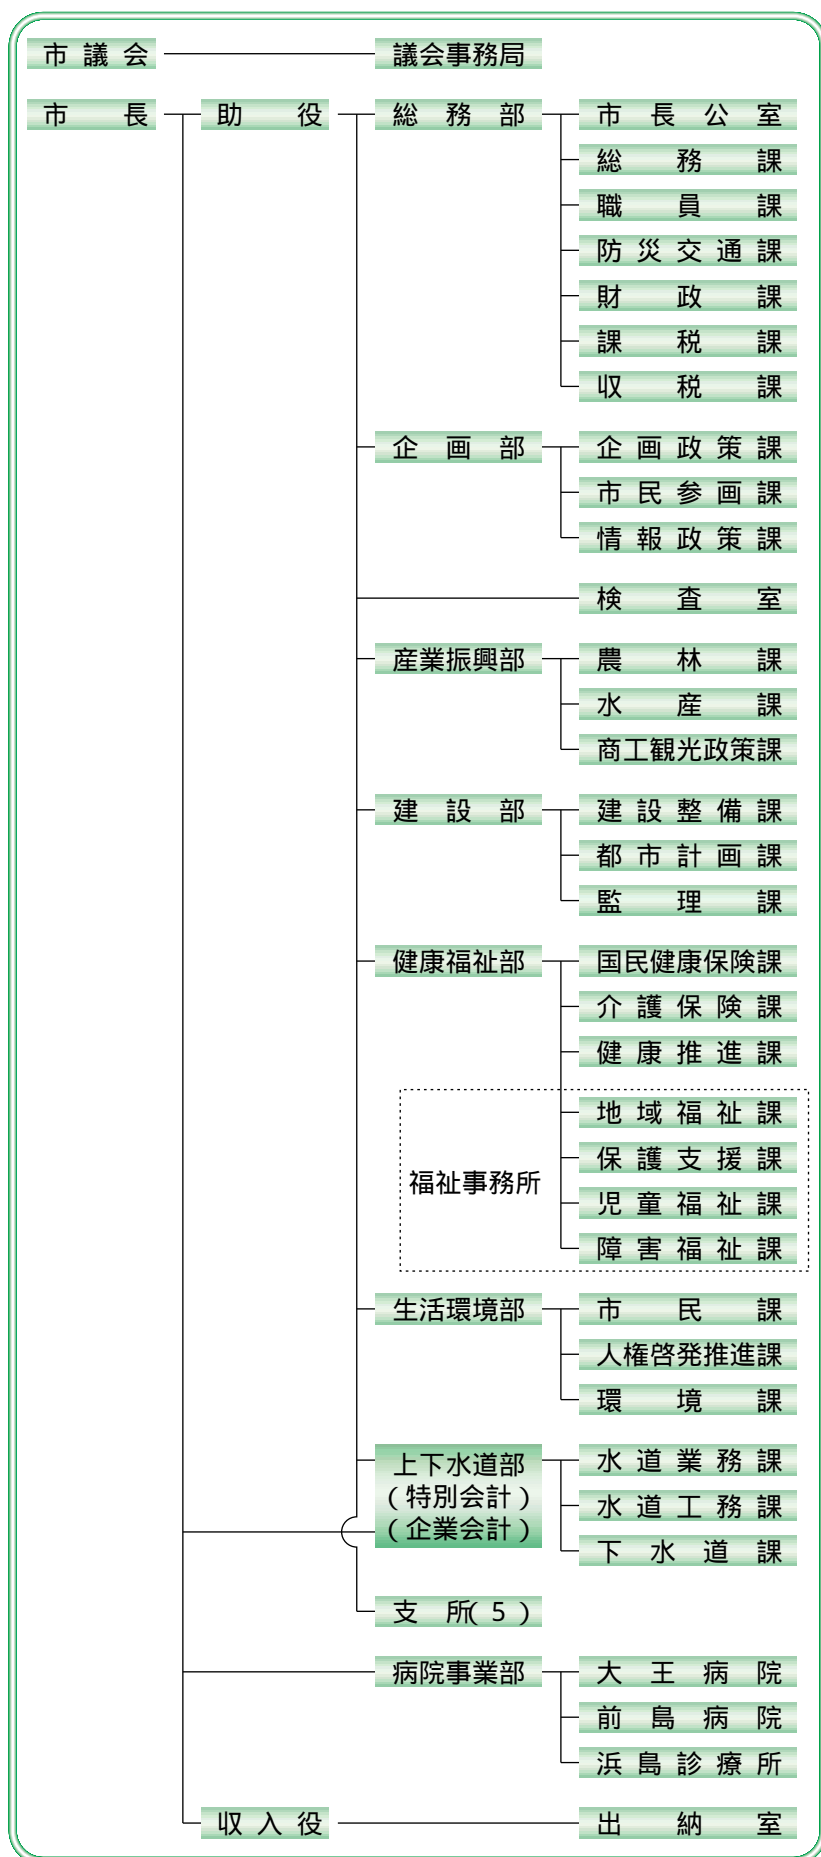 市議会 議会事務局
市長 助役 総務部 市長公室
総務課
職員課
防災交通課
財政課
課税課
収税課
企画部 企画政策課
市民参画課
情報政策課
検査室
産業振興部 農林課
水産課
商工観光政策課
建設部 建設整備課
都市計画課
監理課
健康福祉部 国民健康保険課
介護保険課
健康推進課
福祉事務所
地域福祉課
保護支援課
児童福祉課
障害福祉課
生活環境部 市民課
人権啓発推進課
環境課
上下水道部
(特別会計)
(企業会計)
水道業務課
水道工務課
下水道課
支所(5)
病院事業部 大王病院
前島病院
浜島診療所
収入役 出納室